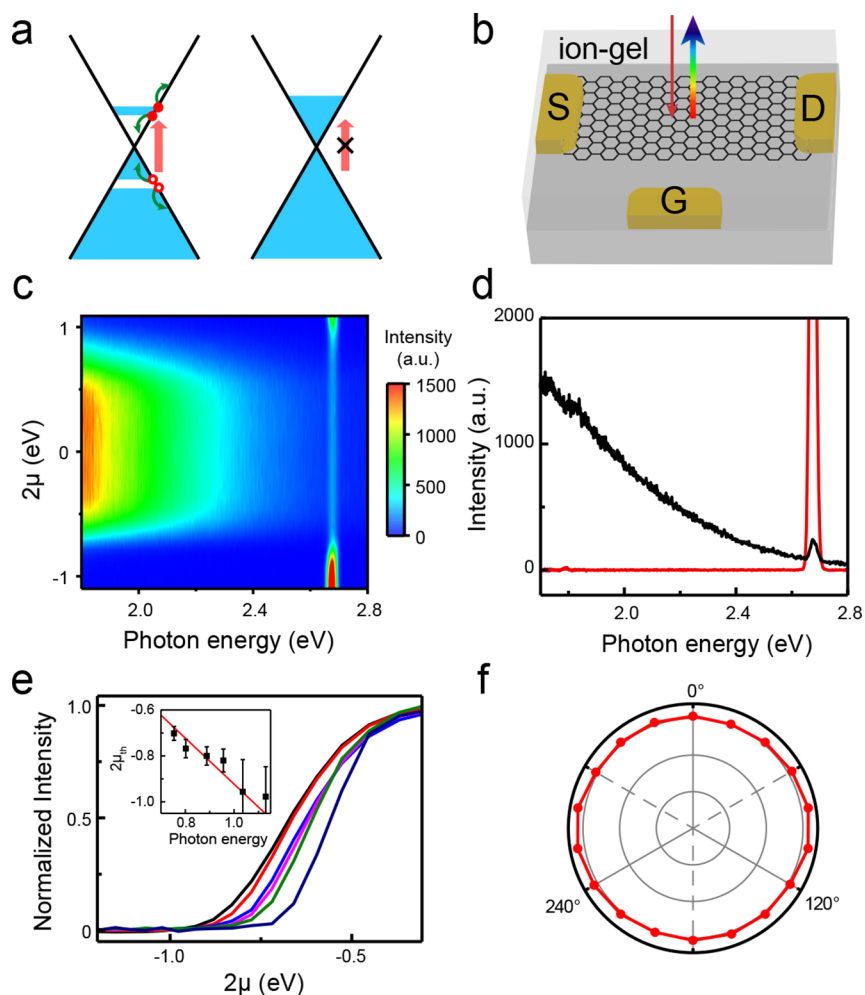 a
b
ion-gel
S
D
G
c
d
1
0
-1
2μ (eV)
2.0
2.4
2.8
Photon energy (eV)
Intensity
(a.u.)
1500
1000
500
0
2000
1000
0
Intensity (a.u.)
2.0
2.4
2.8
Photon energy (eV)
e
f
1.0
0.5
0
Normalized Intensity
-1.0
-0.5
2μ (eV)
-0.6
-0.8
-1.0
2μth
0.8
1.0
Photon energy
0°
120°
240°